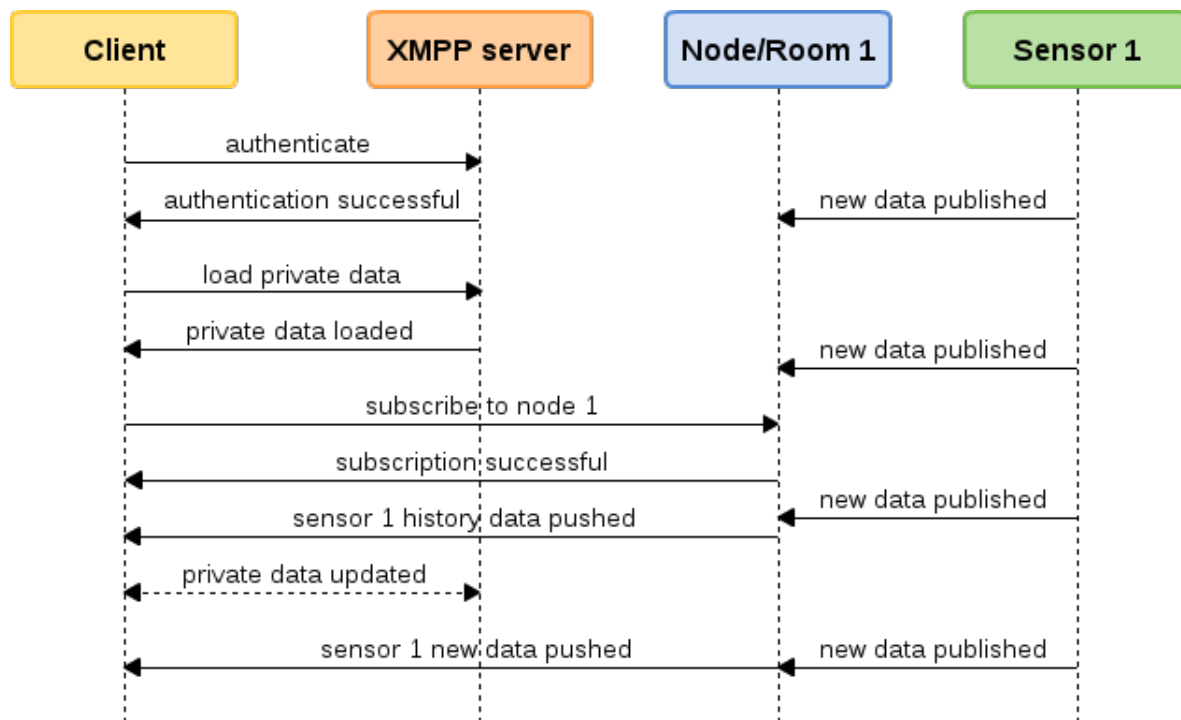 Client
XMPP server
Node/Room 1
Sensor 1
authenticate
authentication successful
new data published
load private data
private data loaded
new data published
subscribe to node 1
subscription successful
new data published
sensor 1 history data pushed
private data updated
sensor 1 new data pushed
new data published